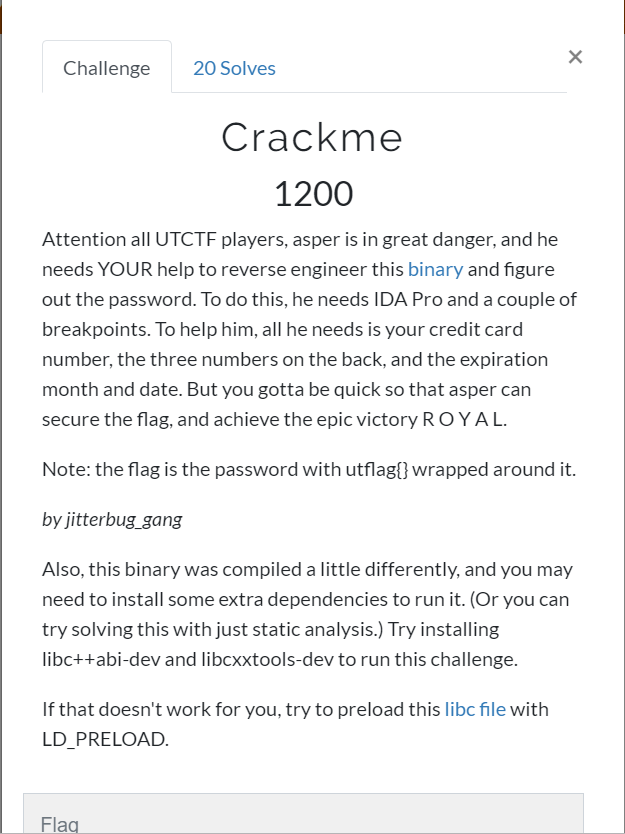 Challenge
20 Solves
×
Crackme
1200
Attention all UTCTF players, asper is in great danger, and he
needs YOUR help to reverse engineer this binary and figure
out the password. To do this, he needs IDA Pro and a couple of
breakpoints. To help him, all he needs is your credit card
number, the three numbers on the back, and the expiration
month and date. But you gotta be quick so that asper can
secure the flag, and achieve the epic victory R O Y A L.
Note: the flag is the password with utflag{} wrapped around it.
by jitterbug_gang
Also, this binary was compiled a little differently, and you may
need to install some extra dependencies to run it. (Or you can
try solving this with just static analysis.) Try installing
libc++abi-dev and libcxxtools-dev to run this challenge.
If that doesn't work for you, try to preload this libc file with
LD_PRELOAD.
Flag